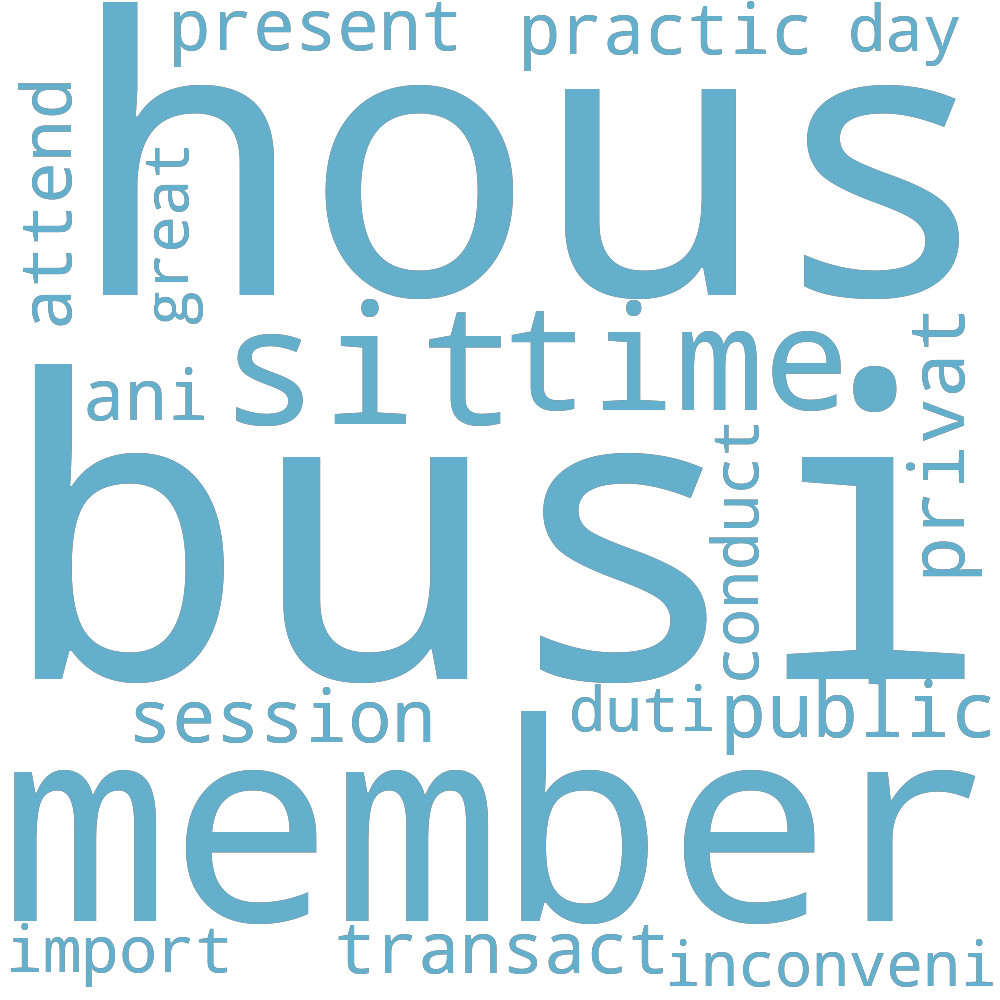 present
practic
day
hous
attend
great
sit
time
privat
ani
busi
conduct
session
duti
public
member
import
transact
inconveni